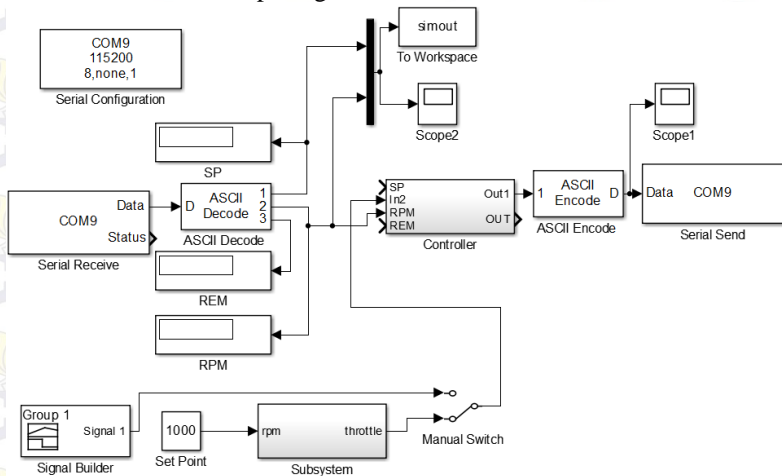 COM9
115200
8,none,1
Serial Configuration
simout
To Workspace
Scope2
Scope1
SP
COM9
Data
Status
Serial Receive
D
ASCII
Decode
1
2
3
ASCII Decode
REM
RPM
SP
In2
RPM
REM
Out1
OUT
Controller
1
ASCII
Encode
D
ASCII Encode
Data
COM9
Serial Send
Group 1
Signal 1
Signal Builder
1000
Set Point
rpm
throttle
Subsystem
Manual Switch